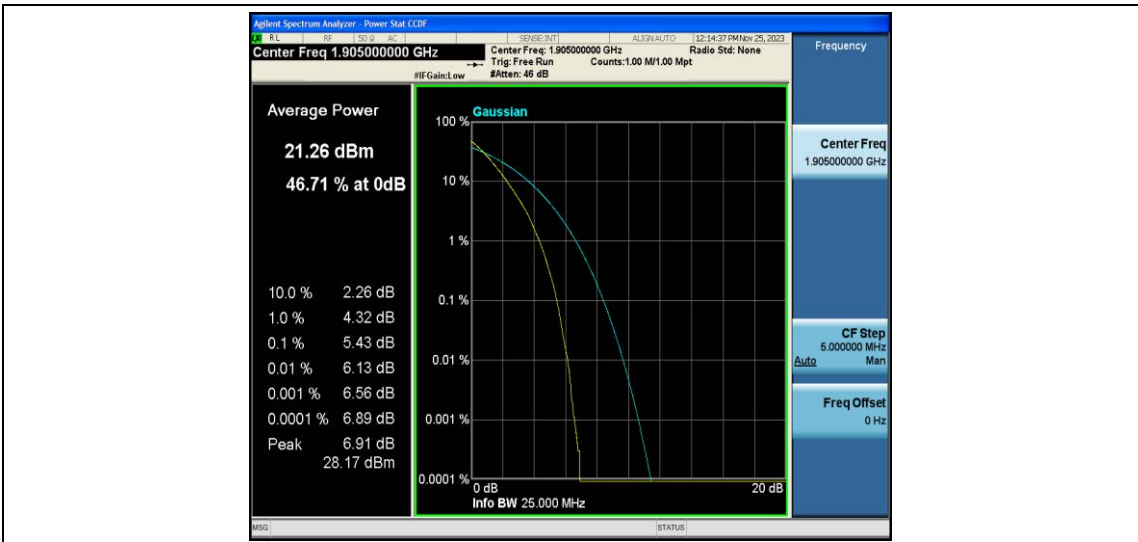 Agilent Spectrum Analyzer - Power Stat CCDF
LXI RL RF 50 Ω AC SENSE:INT ALIGNAUTO 12:14:37 PM Nov 25, 2023
Center Freq 1.905000000 GHz
Center Freq: 1.905000000 GHz Radio Std: None
Trig: Free Run Counts:1.00 M/1.00 Mpt
#IFGain:Low #Atten: 46 dB
Frequency
Average Power
21.26 dBm
46.71 % at 0dB
10.0 % 2.26 dB
1.0 % 4.32 dB
0.1 % 5.43 dB
0.01 % 6.13 dB
0.001 % 6.56 dB
0.0001 % 6.89 dB
Peak 6.91 dB
28.17 dBm
Gaussian
100 %
10 %
1 %
0.1 %
0.01 %
0.001 %
0.0001 %
0 dB 20 dB
Info BW 25.000 MHz
Center Freq
1.905000000 GHz
CF Step
5.000000 MHz
Auto Man
Freq Offset
0 Hz
MSG STATUS